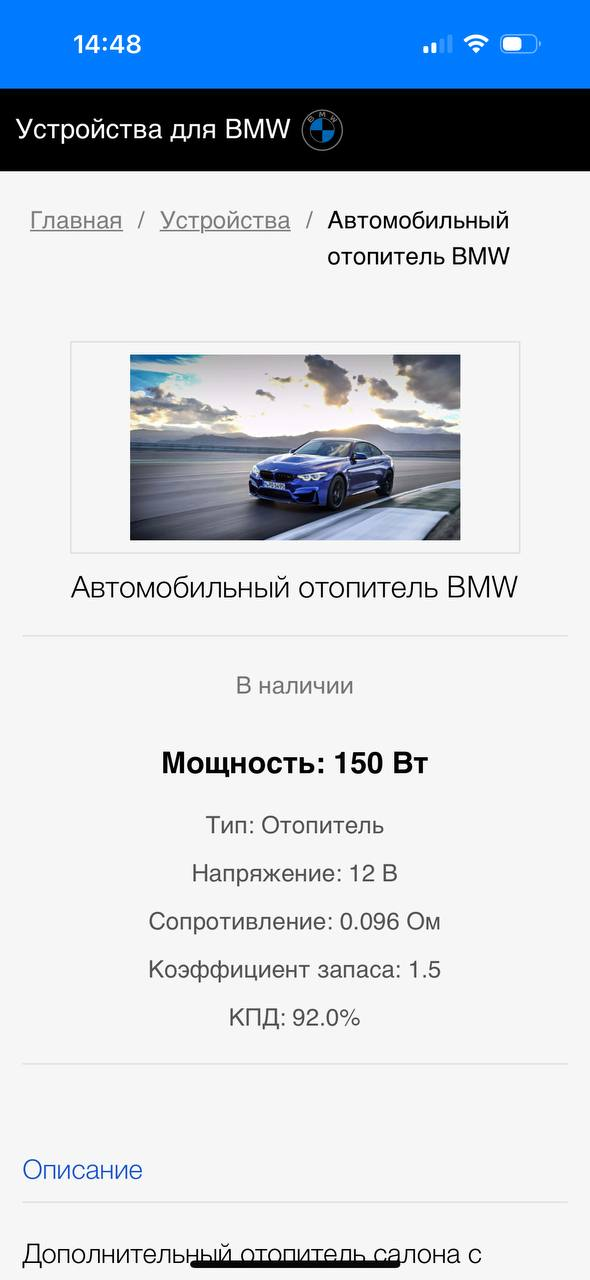 14:48
Устройства для BMW
BMW
Главная / Устройства / Автомобильный
отопитель BMW
Автомобильный отопитель BMW
В наличии
Мощность: 150 Вт
Тип: Отопитель
Напряжение: 12 В
Сопротивление: 0.096 Ом
Коэффициент запаса: 1.5
КПД: 92.0%
Описание
Дополнительный отопитель салона с